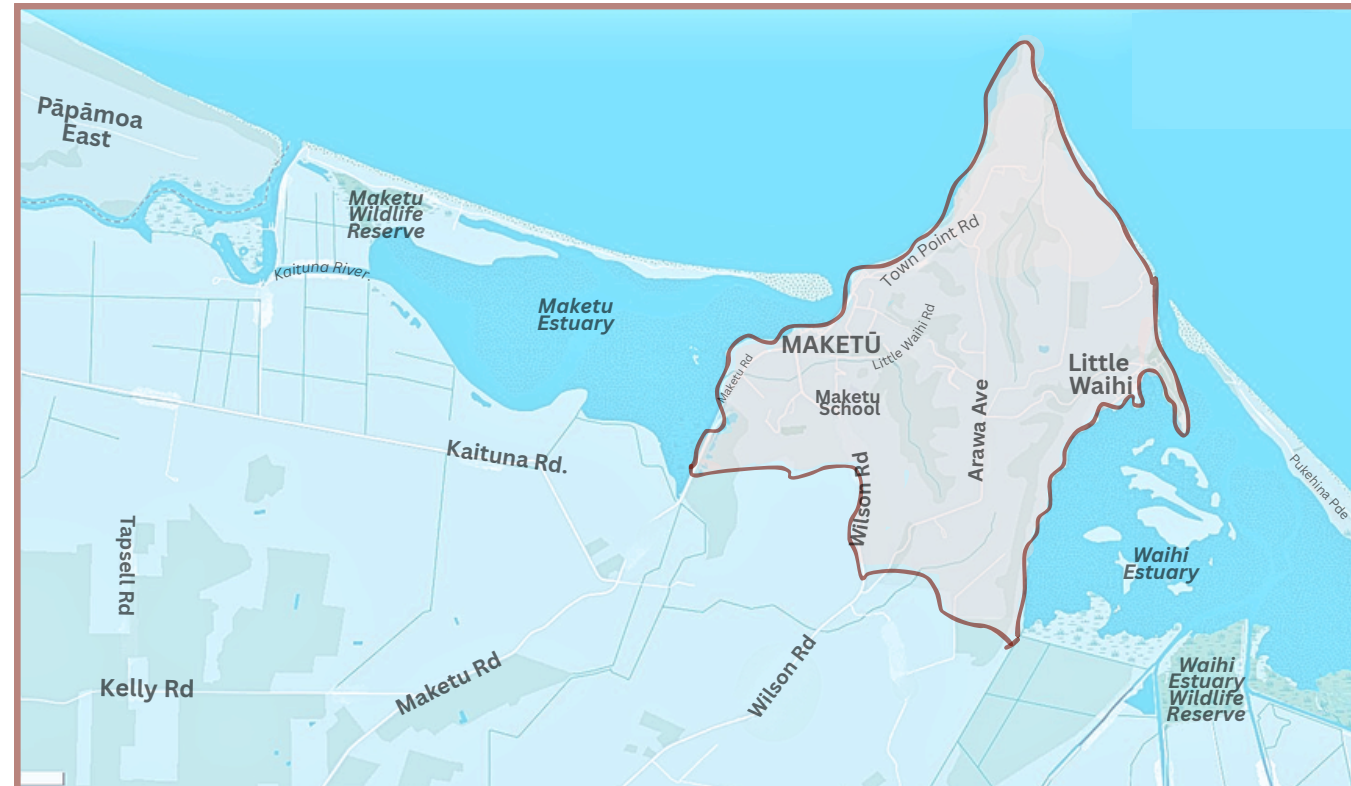 Pāpāmoa
East
Maketu
Wildlife
Reserve
Kaituna River
Maketu
Estuary
Town Point Rd
MAKETŪ
Little Waihi Rd
Maketu Rd
Little
Waihi
Maketu
School
Arawa Ave
Kaituna Rd.
Wilson Rd
Pukehina Pde
Tapsell Rd
Waihi
Estuary
Kelly Rd
Maketu Rd
Wilson Rd
Waihi
Estuary
Wildlife
Reserve